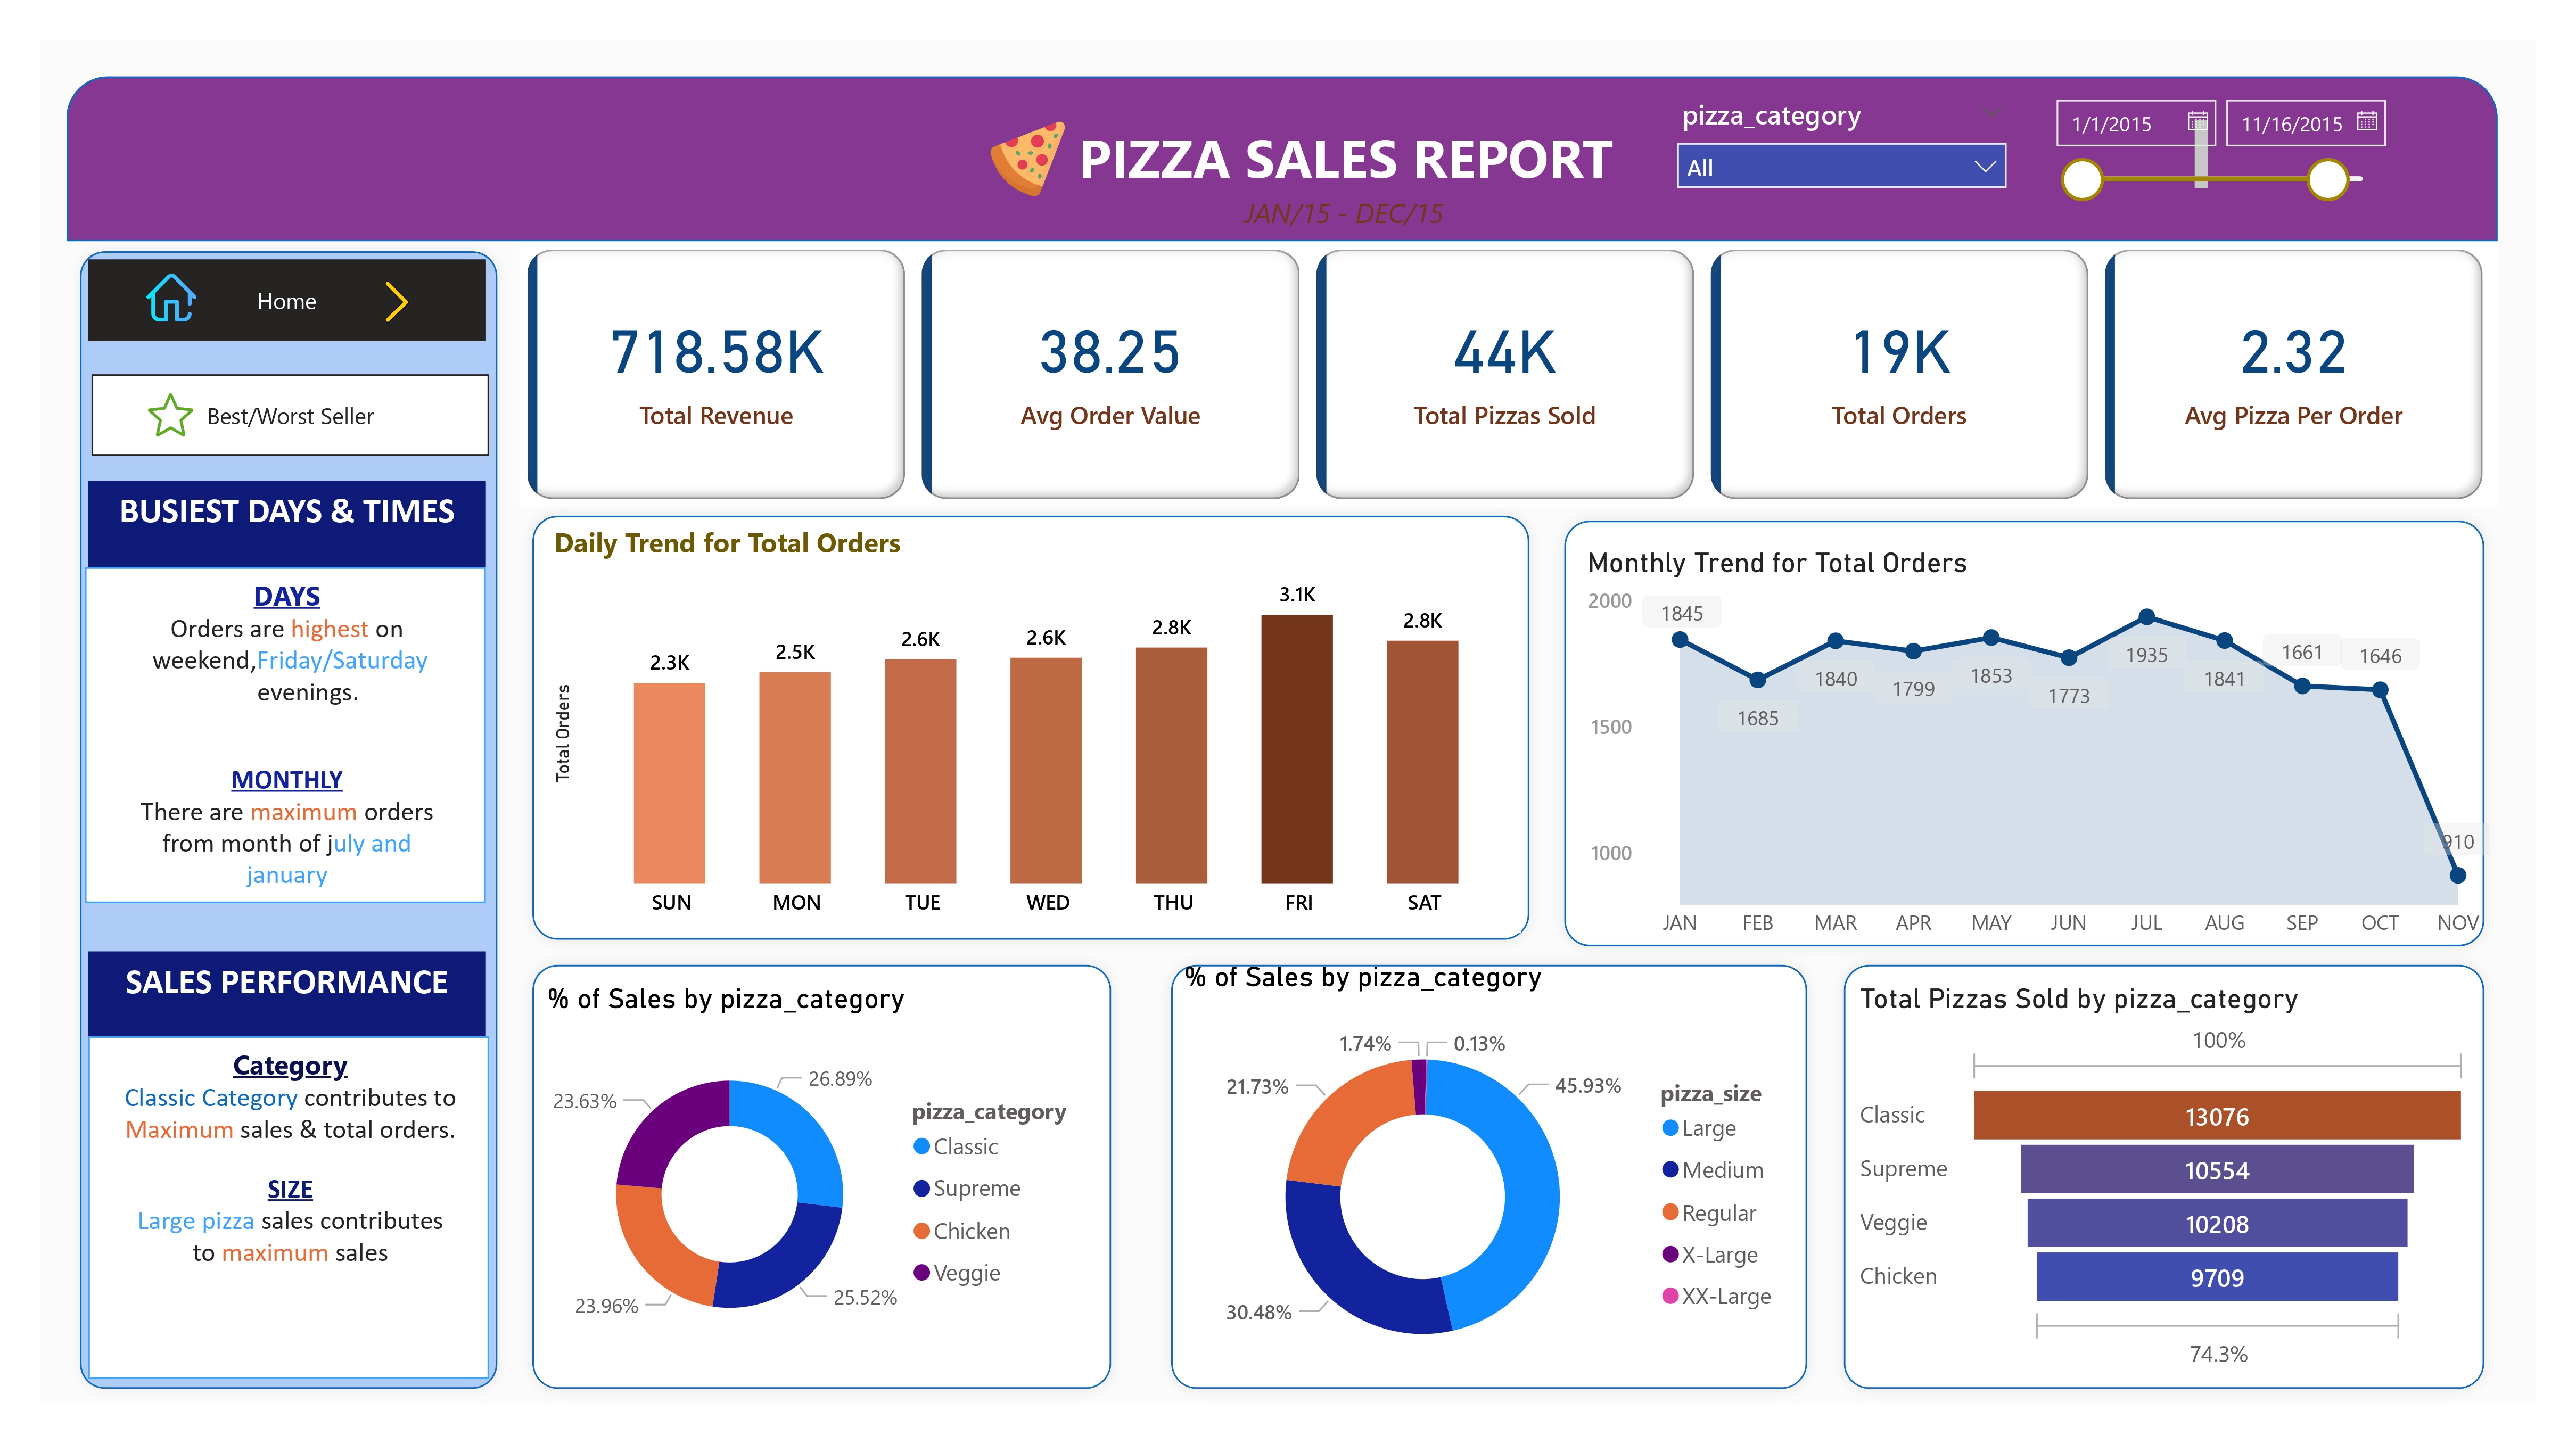 PIZZA SALES REPORT
JAN/15 - DEC/15
pizza_category
All
1/1/2015
11/16/2015
Home
Best/Worst Seller
BUSIEST DAYS & TIMES
DAYS
Orders are highest on
weekend,Friday/Saturday
evenings.
MONTHLY
There are maximum orders
from month of july and
january
SALES PERFORMANCE
Category
Classic Category contributes to
Maximum sales & total orders.
SIZE
Large pizza sales contributes
to maximum sales
718.58K
Total Revenue
38.25
Avg Order Value
44K
Total Pizzas Sold
19K
Total Orders
2.32
Avg Pizza Per Order
Daily Trend for Total Orders
Total Orders
2.3K
2.5K
2.6K
2.6K
2.8K
3.1K
2.8K
SUN MON TUE WED THU FRI SAT
Monthly Trend for Total Orders
2000
1500
1000
1845
1685
1840
1799
1853
1773
1935
1841
1661
1646
910
JAN FEB MAR APR MAY JUN JUL AUG SEP OCT NOV
% of Sales by pizza_category
26.89%
25.52%
23.96%
23.63%
pizza_category
Classic
Supreme
Chicken
Veggie
% of Sales by pizza_category
1.74%
0.13%
21.73%
45.93%
30.48%
pizza_size
Large
Medium
Regular
X-Large
XX-Large
Total Pizzas Sold by pizza_category
100%
Classic 13076
Supreme 10554
Veggie 10208
Chicken 9709
74.3%